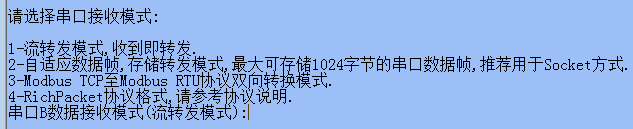 请选择串口接收模式:
1-流转发模式,收到即转发.
2-自适应数据帧,存储转发模式,最大可存储1024字节的串口数据帧,推荐用于Socket方式.
3-Modbus TCP至Modbus RTU协议双向转换模式.
4-RichPacket协议格式,请参考协议说明.
串口B数据接收模式(流转发模式):